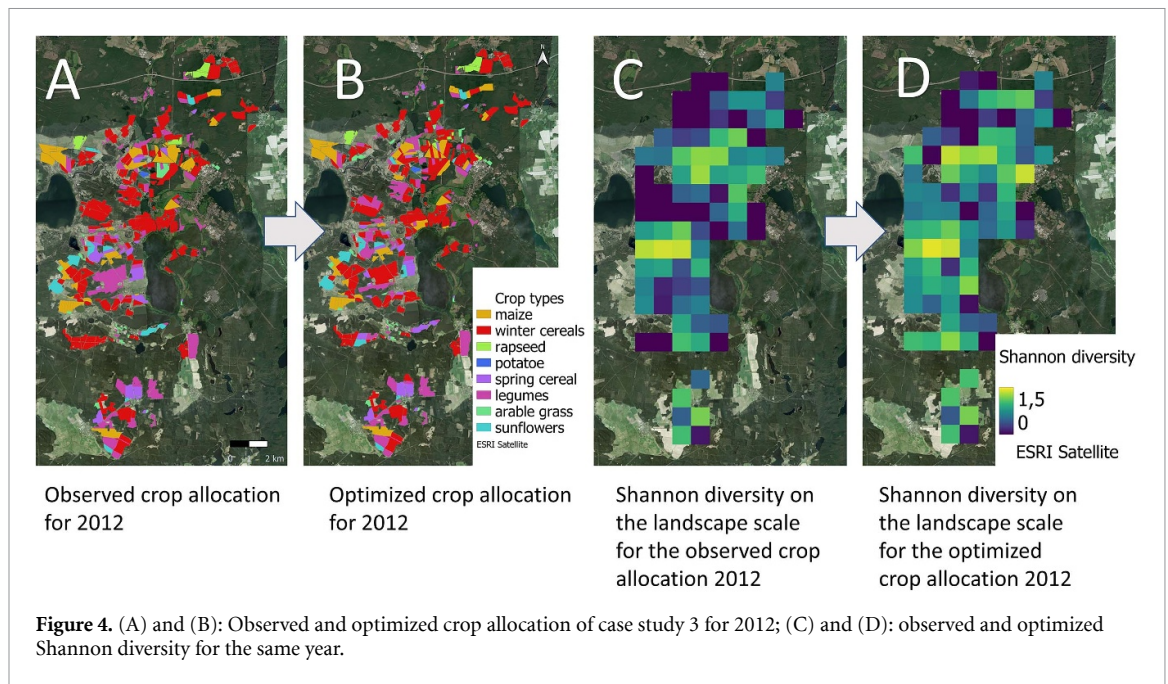 A
B
C
D
N
Crop types
maize
winter cereals
rapseed
potatoe
spring cereal
legumes
arable grass
sunflowers
ESRI Satellite
0 2 km
Shannon diversity
1,5
0
ESRI Satellite
Observed crop allocation
for 2012
Optimized crop allocation
for 2012
Shannon diversity on
the landscape scale
for the observed crop
allocation 2012
Shannon diversity on
the landscape scale
for the optimized
crop allocation 2012
Figure 4. (A) and (B): Observed and optimized crop allocation of case study 3 for 2012; (C) and (D): observed and optimized
Shannon diversity for the same year.